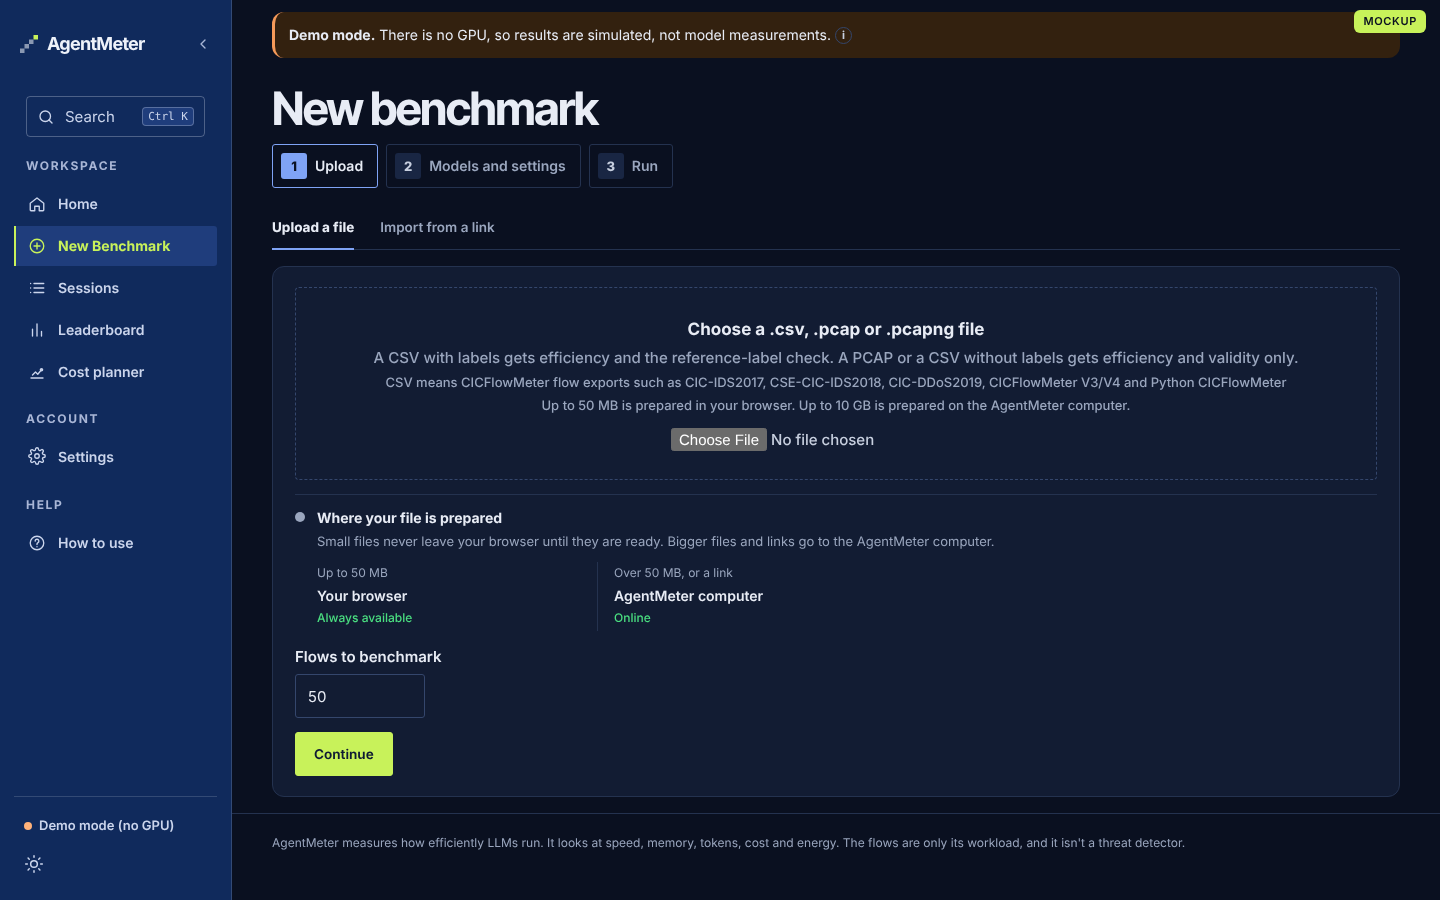 AgentMeter
Search
Ctrl K
WORKSPACE
Home
New Benchmark
Sessions
Leaderboard
Cost planner
ACCOUNT
Settings
HELP
How to use
Demo mode (no GPU)
Demo mode. There is no GPU, so results are simulated, not model measurements. i
MOCKUP
New benchmark
1 Upload
2 Models and settings
3 Run
Upload a file
Import from a link
Choose a .csv, .pcap or .pcapng file
A CSV with labels gets efficiency and the reference-label check. A PCAP or a CSV without labels gets efficiency and validity only.
CSV means CICFlowMeter flow exports such as CIC-IDS2017, CSE-CIC-IDS2018, CIC-DDoS2019, CICFlowMeter V3/V4 and Python CICFlowMeter
Up to 50 MB is prepared in your browser. Up to 10 GB is prepared on the AgentMeter computer.
Choose File No file chosen
Where your file is prepared
Small files never leave your browser until they are ready. Bigger files and links go to the AgentMeter computer.
Up to 50 MB
Your browser
Always available
Over 50 MB, or a link
AgentMeter computer
Online
Flows to benchmark
50
Continue
AgentMeter measures how efficiently LLMs run. It looks at speed, memory, tokens, cost and energy. The flows are only its workload, and it isn't a threat detector.